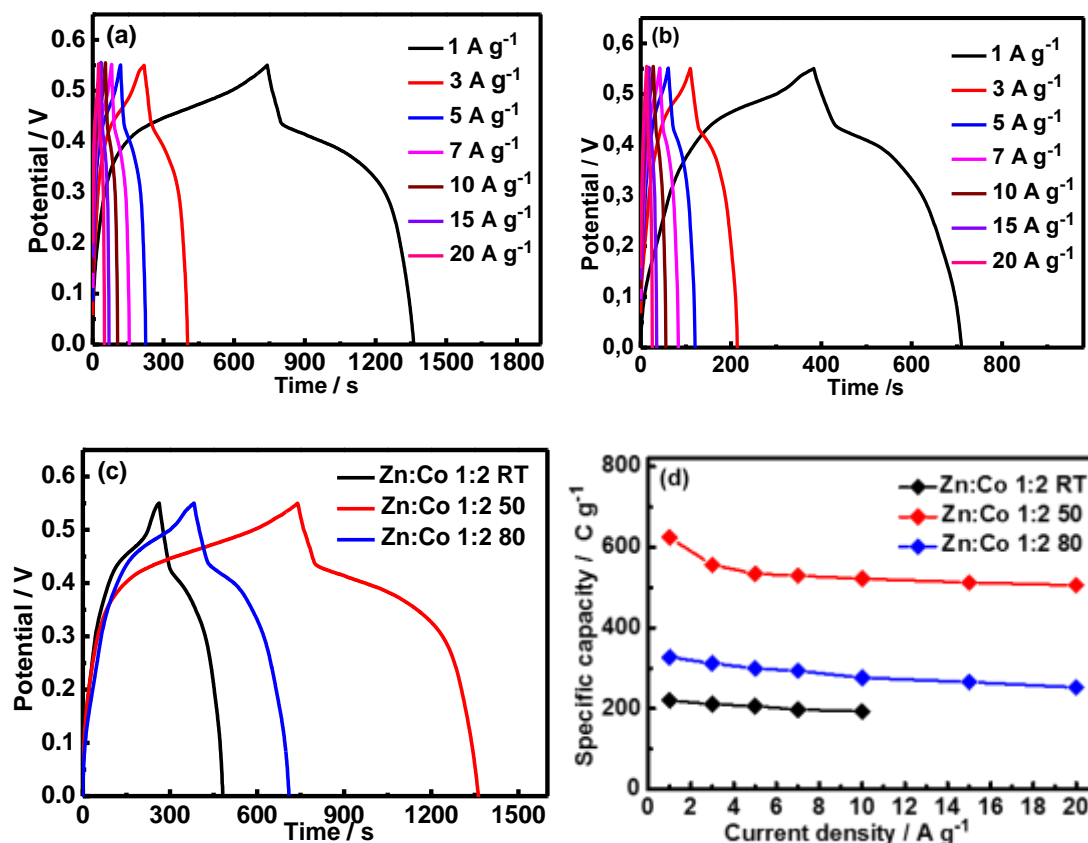 (a)
0.6
0.5
0.4
0.3
0.2
0.1
0.0
Potential / V
1 A g-1
3 A g-1
5 A g-1
7 A g-1
10 A g-1
15 A g-1
20 A g-1
0 300 600 900 1200 1500 1800
Time / s
(b)
0.6
0.5
0.4
0.3
0,2
0.1
0,0
Potential / V
1 A g-1
3 A g-1
5 A g-1
7 A g-1
10 A g-1
15 A g-1
20 A g-1
0 200 400 600 800
Time /s
(c)
0.6
0.5
0.4
0.3
0.2
0.1
0.0
Potential / V
Zn:Co 1:2 RT
Zn:Co 1:2 50
Zn:Co 1:2 80
0 300 600 900 1200 1500
Time / s
(d)
800
600
400
200
0
Specific capacity / C g-1
Zn:Co 1:2 RT
Zn:Co 1:2 50
Zn:Co 1:2 80
0 2 4 6 8 10 12 14 16 18 20
Current density / A g-1